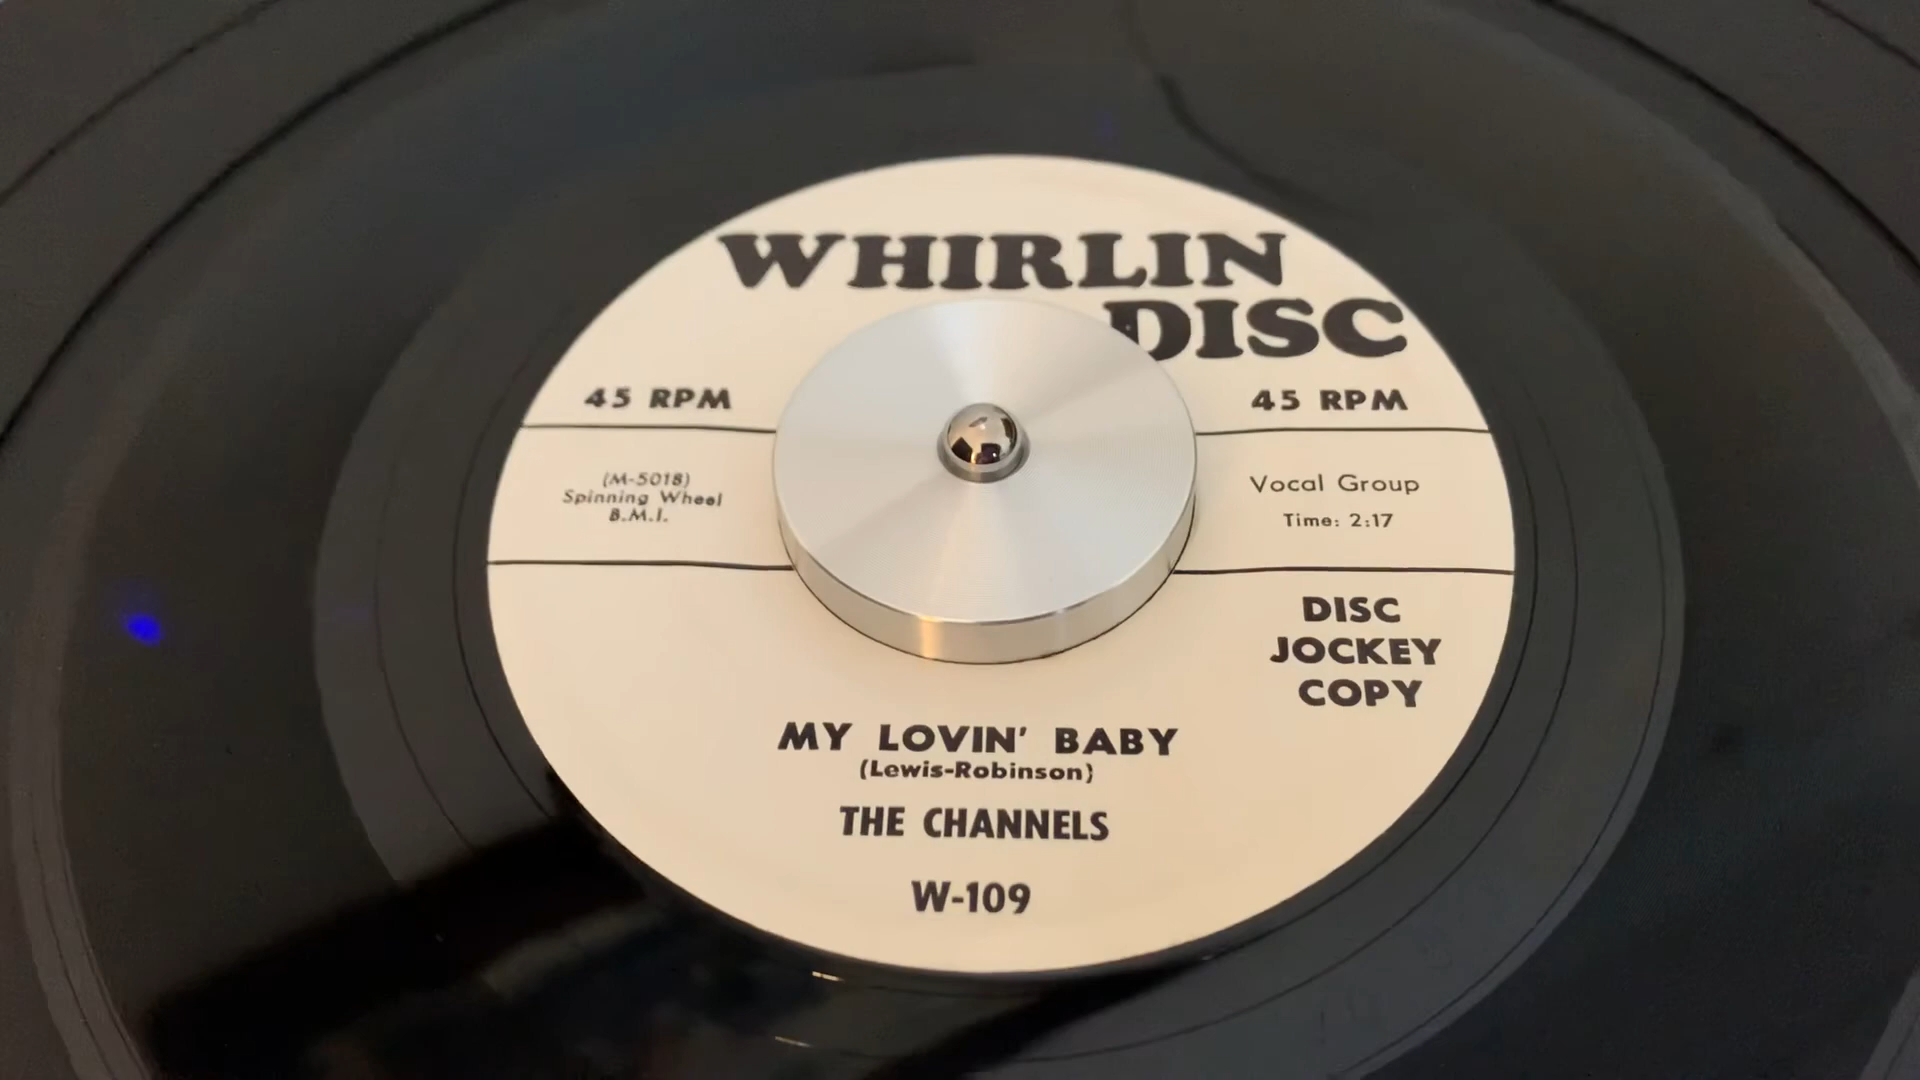 WHIRLIN
DISC
45 RPM
45 RPM
(M-5018)
Spinning Wheel
B.M.I.
Vocal Group
Time: 2:17
DISC
JOCKEY
COPY
MY LOVIN' BABY
(Lewis-Robinson)
THE CHANNELS
W-109